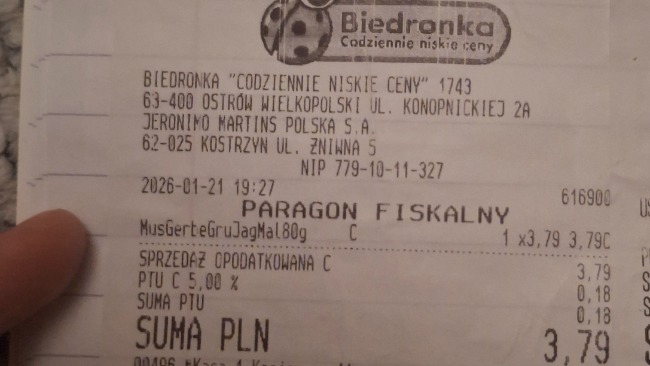 Biedronka
Codziennie niskie ceny
BIEDRONKA "CODZIENNIE NISKIE CENY" 1743
63-400 OSTRÓW WIELKOPOLSKI UL. KONOPNICKIEJ 2A
JERONIMO MARTINS POLSKA S.A.
62-025 KOSTRZYN UL. ŻNIWNA 5
NIP 779-10-11-327
2026-01-21 19:27 616900
PARAGON FISKALNY
MusGerbeGruJagMal80g C 1 x3,79 3,79C
SPRZEDAŻ OPODATKOWANA C 3,79
PTU C 5,00 % 0,18
SUMA PTU 0,18
SUMA PLN 3,79